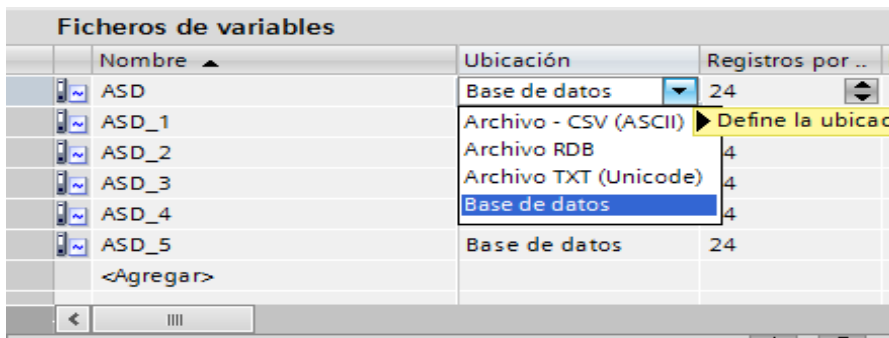 Ficheros de variables
Nombre Ubicación Registros por ..
ASD Base de datos 24
ASD_1 Archivo - CSV (ASCII) Define la ubicac
ASD_2 Archivo RDB 4
ASD_3 Archivo TXT (Unicode) 4
ASD_4 Base de datos 4
ASD_5 Base de datos 24
<Agregar>